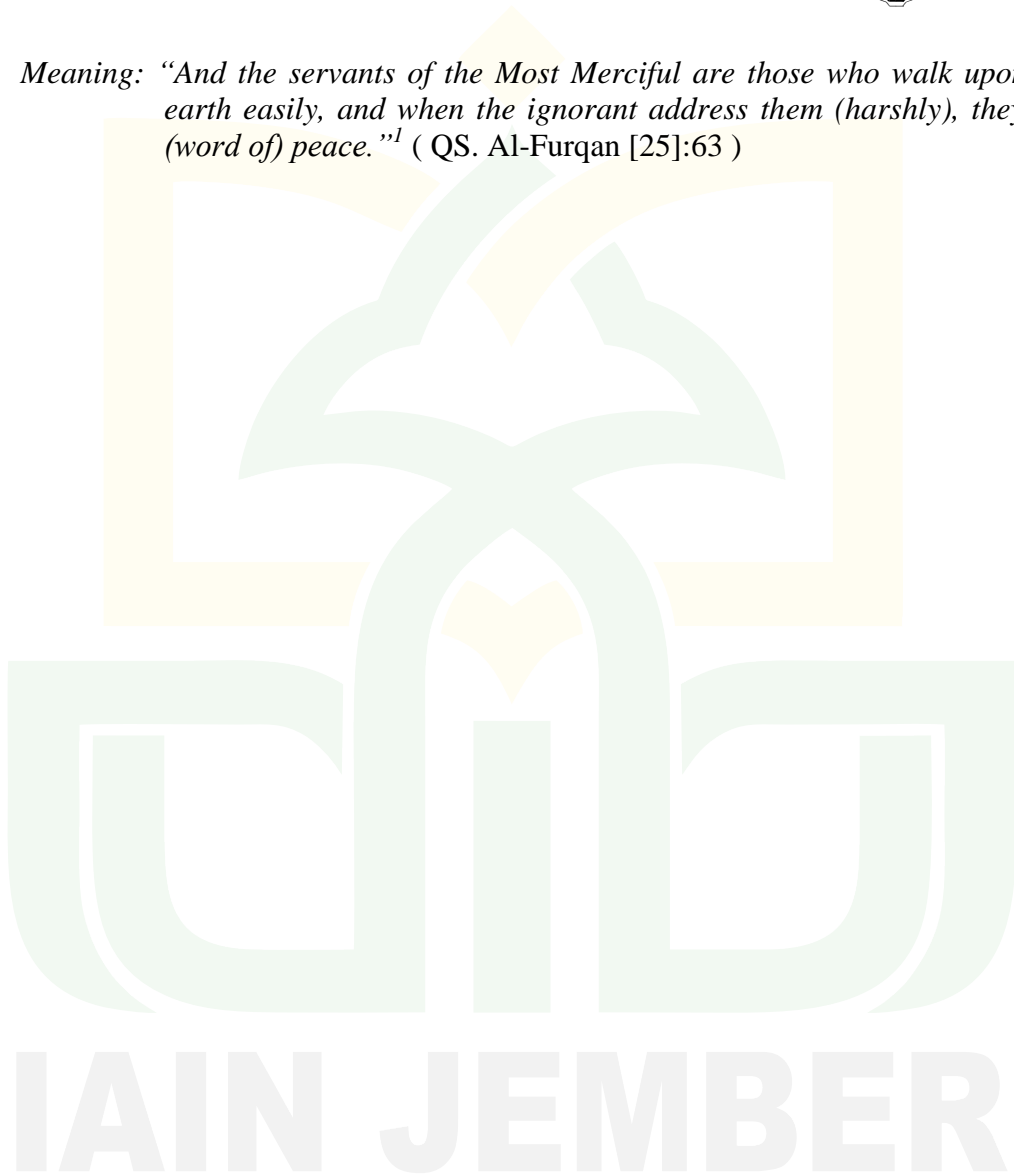 Meaning: “And the servants of the Most Merciful are those who walk upon
earth easily, and when the ignorant address them (harshly), they
(word of) peace.”1 ( QS. Al-Furqan [25]:63 )
IAIN JEMBER